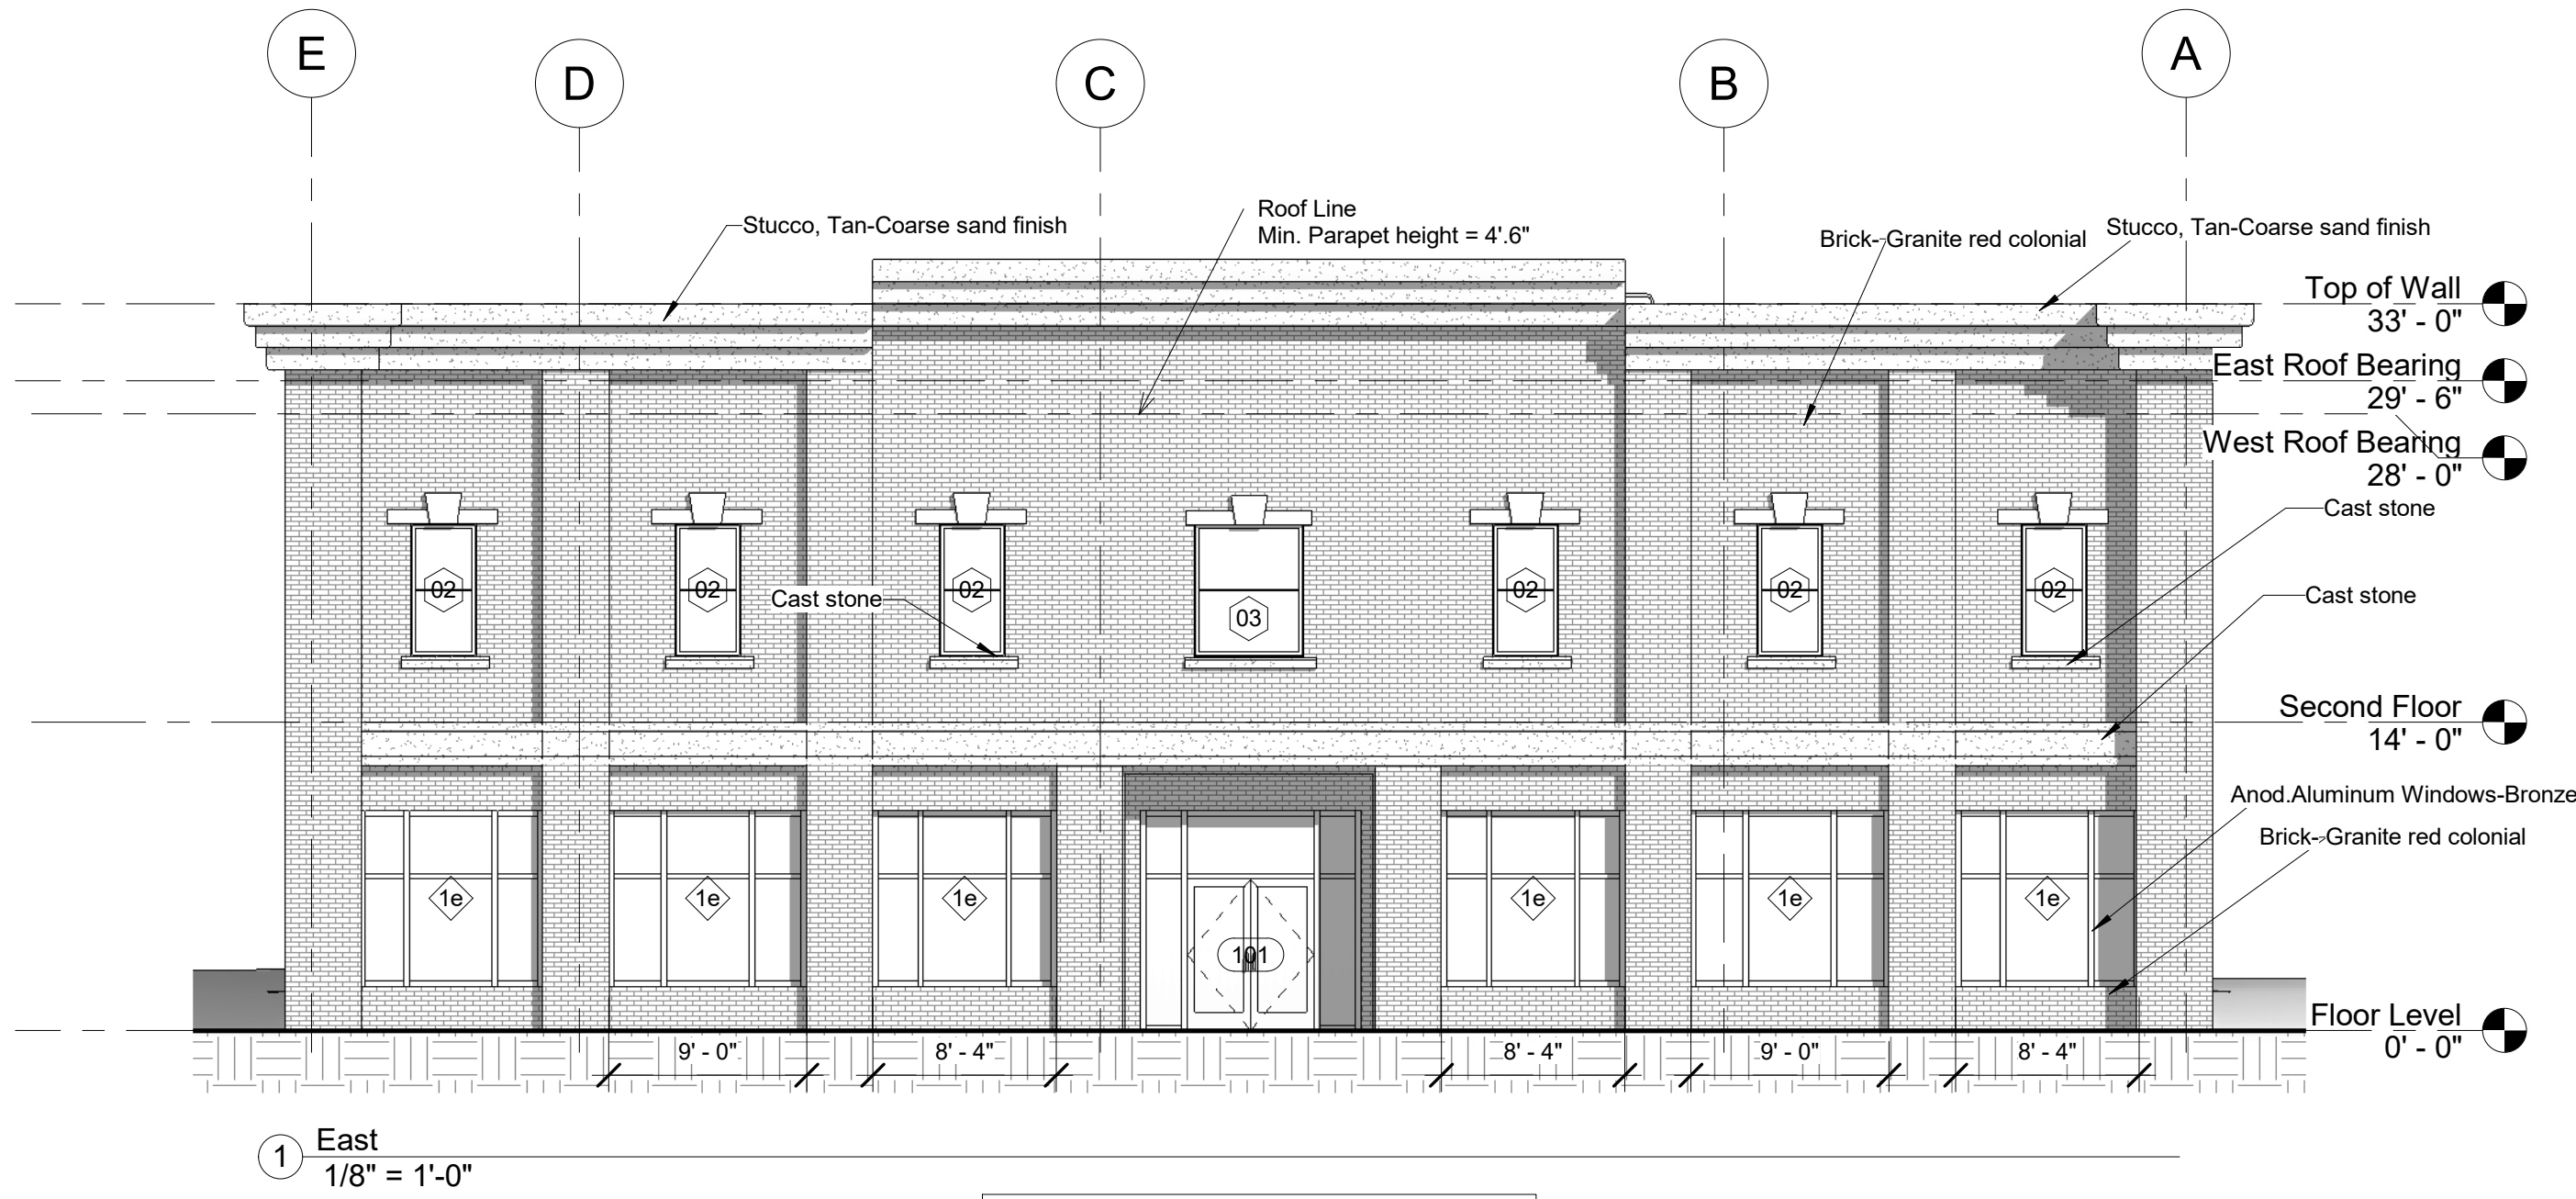 E
D
C
B
A
Stucco, Tan-Coarse sand finish
Roof Line
Min. Parapet height = 4'.6"
Brick-Granite red colonial
Stucco, Tan-Coarse sand finish
Top of Wall
33' - 0"
East Roof Bearing
29' - 6"
West Roof Bearing
28' - 0"
Cast stone
Cast stone
Cast stone
02
02
02
03
02
02
02
Second Floor
14' - 0"
Anod.Aluminum Windows-Bronze
Brick-Granite red colonial
1e
1e
1e
101
1e
1e
1e
Floor Level
0' - 0"
9' - 0"
8' - 4"
8' - 4"
9' - 0"
8' - 4"
1
East
1/8" = 1'-0"